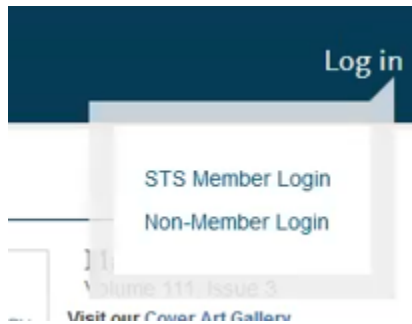 Log in
STS Member Login
Non-Member Login
Volume 111, Issue 3
Visit our Cover Art Gallery